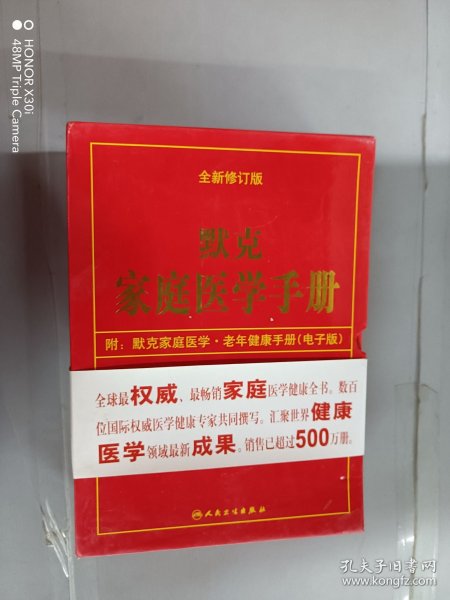 HONOR X30i
48MP Triple Camera
全新修订版
默克
家庭医学手册
附：默克家庭医学·老年健康手册(电子版)
全球最权威、最畅销家庭医学健康全书。数百
位国际权威医学健康专家共同撰写。汇聚世界健康
医学领域最新成果。销售已超过500万册。
人民卫生出版社
孔夫子旧书网
www.kongfz.com